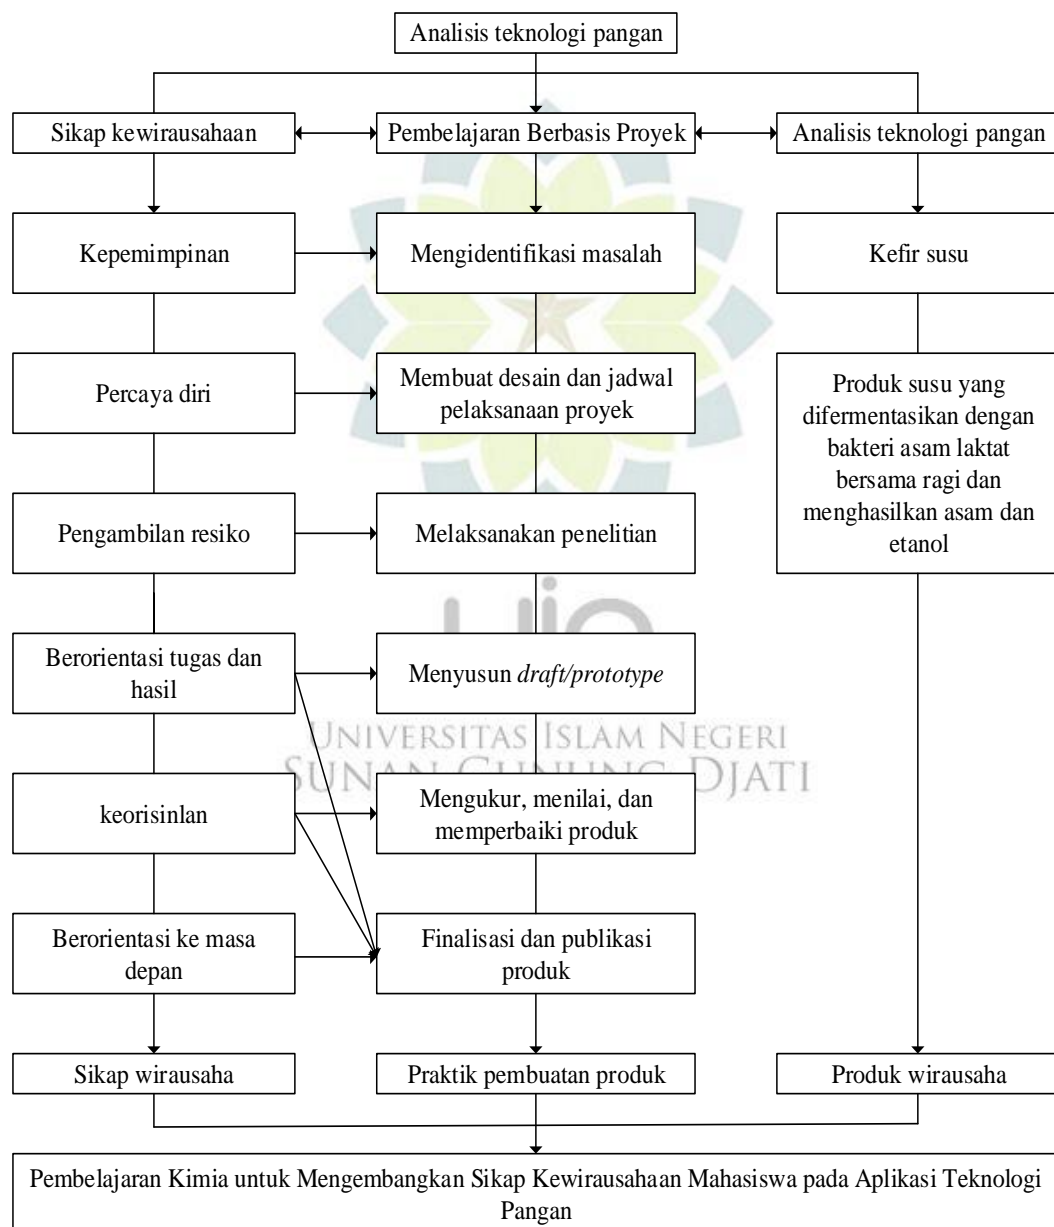 Analisis teknologi pangan
Sikap kewirausahaan
Pembelajaran Berbasis Proyek
Analisis teknologi pangan
Kepemimpinan
Mengidentifikasi masalah
Kefir susu
Percaya diri
Membuat desain dan jadwal
pelaksanaan proyek
Produk susu yang
difermentasikan dengan
bakteri asam laktat
bersama ragi dan
menghasilkan asam dan
etanol
Pengambilan resiko
Melaksanakan penelitian
uin
Berorientasi tugas dan
hasil
Menyusun draft/prototype
UNIVERSITAS ISLAM NEGERI
SUNAN GUNUNG DJATI
keorisinlan
Mengukur, menilai, dan
memperbaiki produk
Berorientasi ke masa
depan
Finalisasi dan publikasi
produk
Sikap wirausaha
Praktik pembuatan produk
Produk wirausaha
Pembelajaran Kimia untuk Mengembangkan Sikap Kewirausahaan Mahasiswa pada Aplikasi Teknologi
Pangan